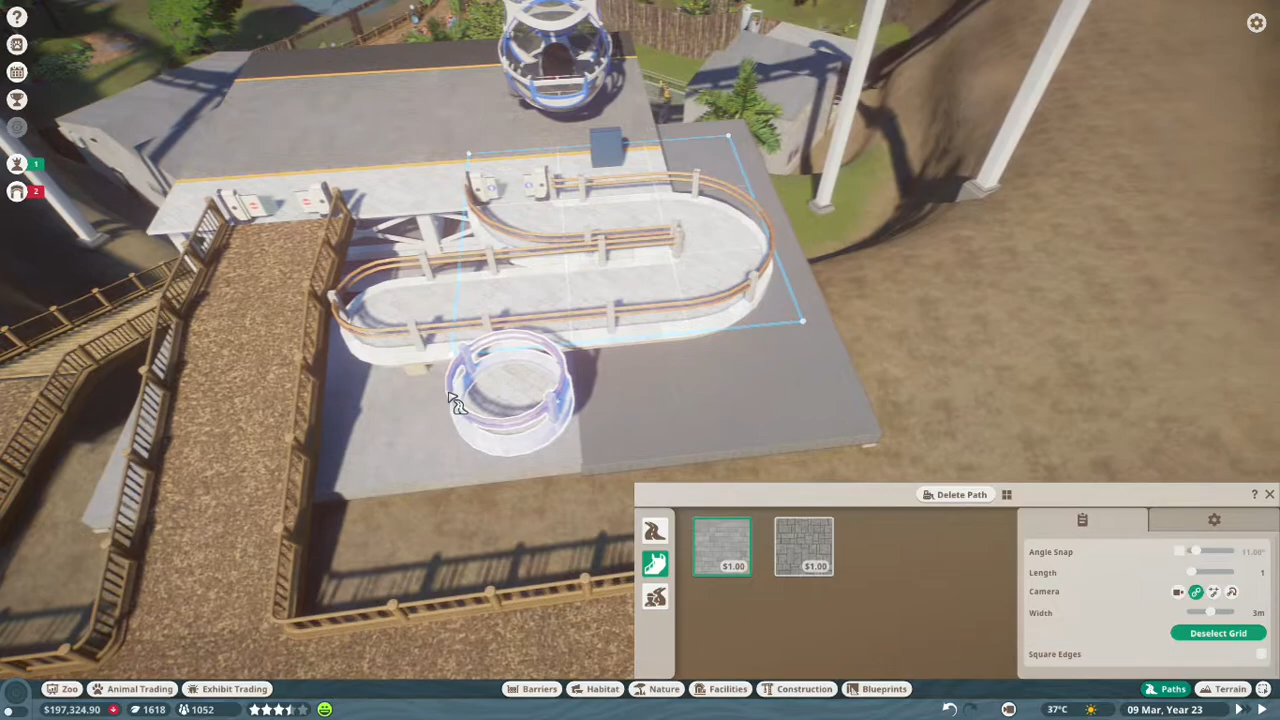 ?
1
2
Delete Path
?
$1.00
$1.00
Angle Snap
11.00°
Length
1
Camera
Width
3m
Deselect Grid
Square Edges
Zoo
Animal Trading
Exhibit Trading
Barriers
Habitat
Nature
Facilities
Construction
Blueprints
Paths
Terrain
$197,324.90
1618
1052
37°C
09 Mar, Year 23